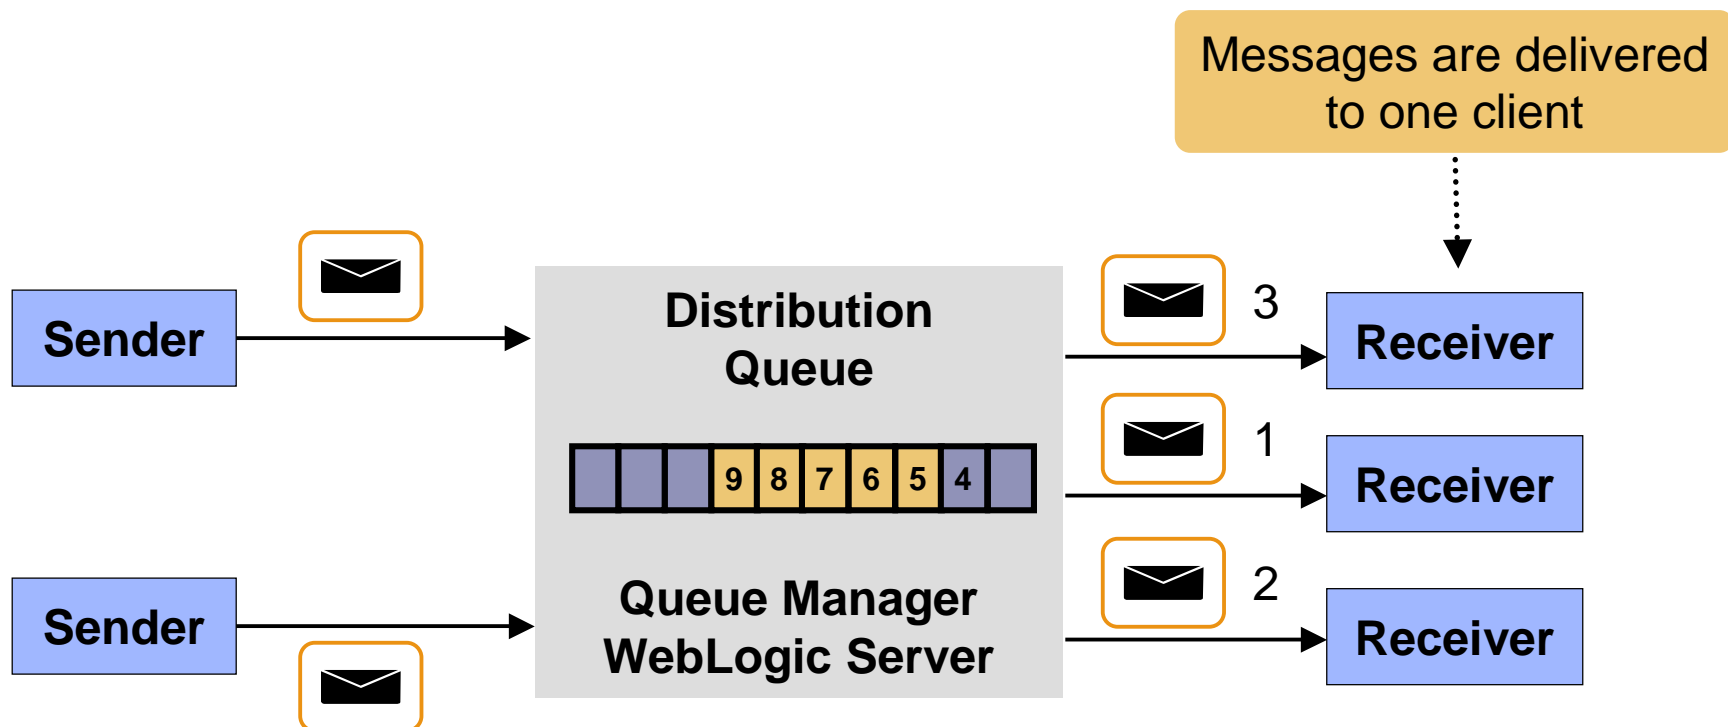 Messages are delivered
to one client
Sender
Distribution
Queue
3
Receiver
1
Receiver
9 8 7 6 5 4
Sender
Queue Manager
WebLogic Server
2
Receiver